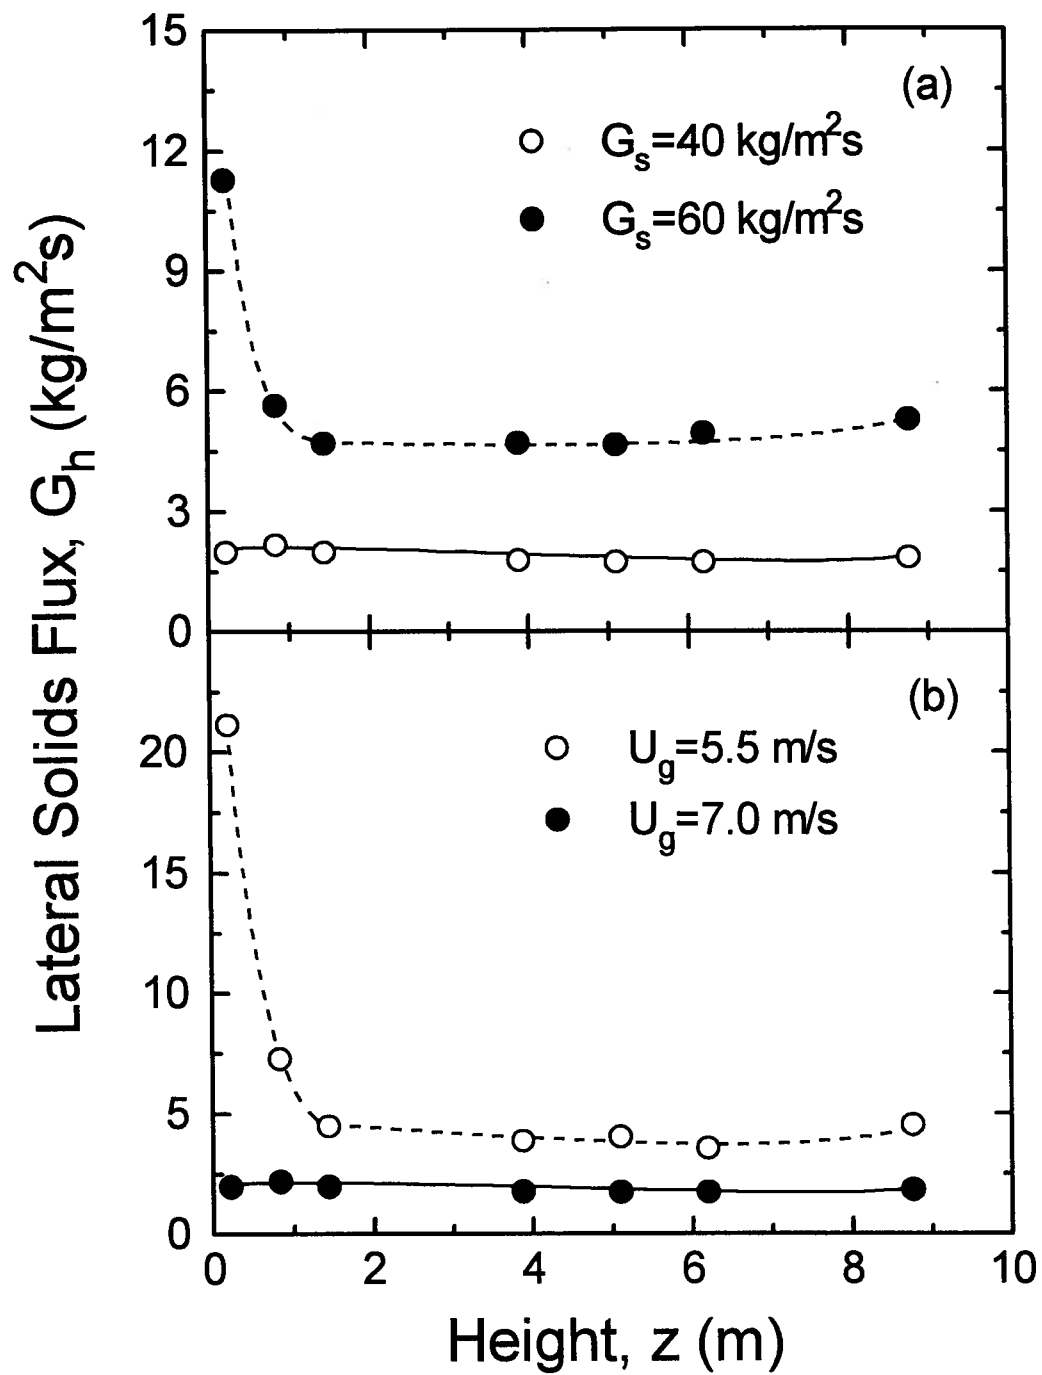 Lateral Solids Flux, G_h (kg/m²s)
15
(a)
12
G_s=40 kg/m²s
G_s=60 kg/m²s
9
6
3
0
(b)
20
U_g=5.5 m/s
U_g=7.0 m/s
15
10
5
0
0 2 4 6 8 10
Height, z (m)